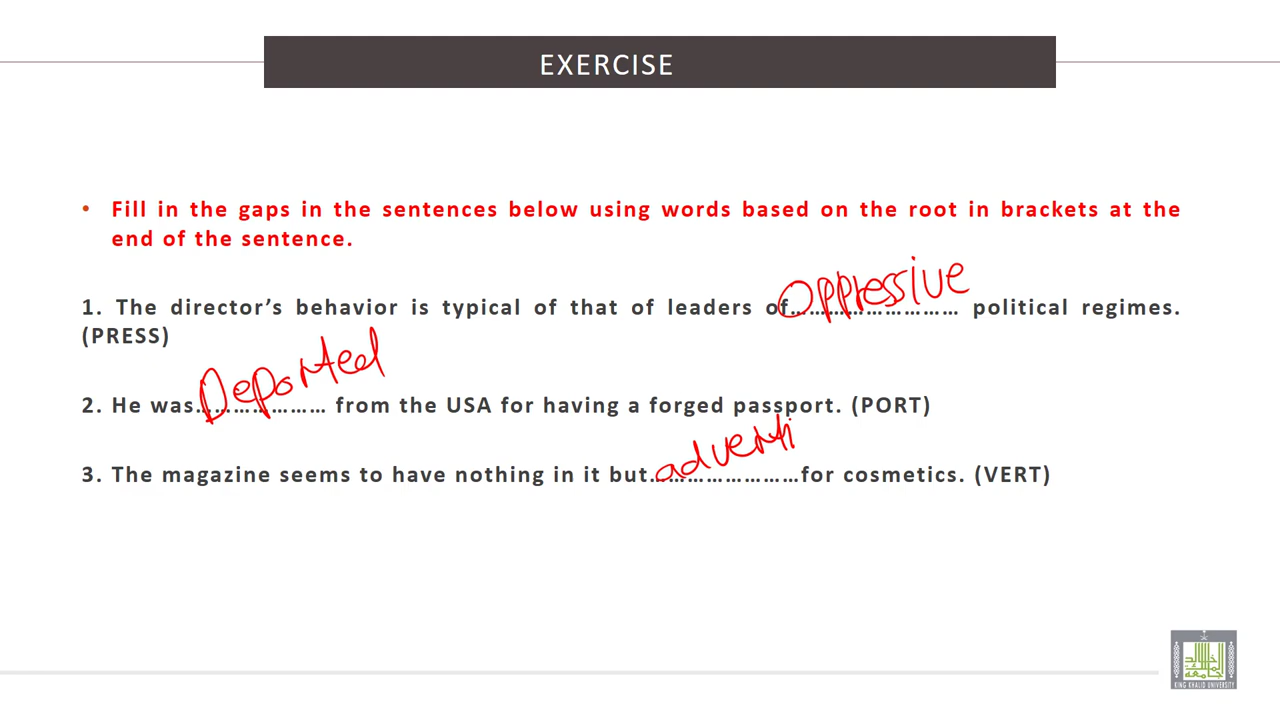 EXERCISE
• Fill in the gaps in the sentences below using words based on the root in brackets at the
end of the sentence.
1. The director’s behavior is typical of that of leaders of Oppressive political regimes.
(PRESS)
2. He was Deported from the USA for having a forged passport. (PORT)
3. The magazine seems to have nothing in it but adverti for cosmetics. (VERT)
KING KHALID UNIVERSITY